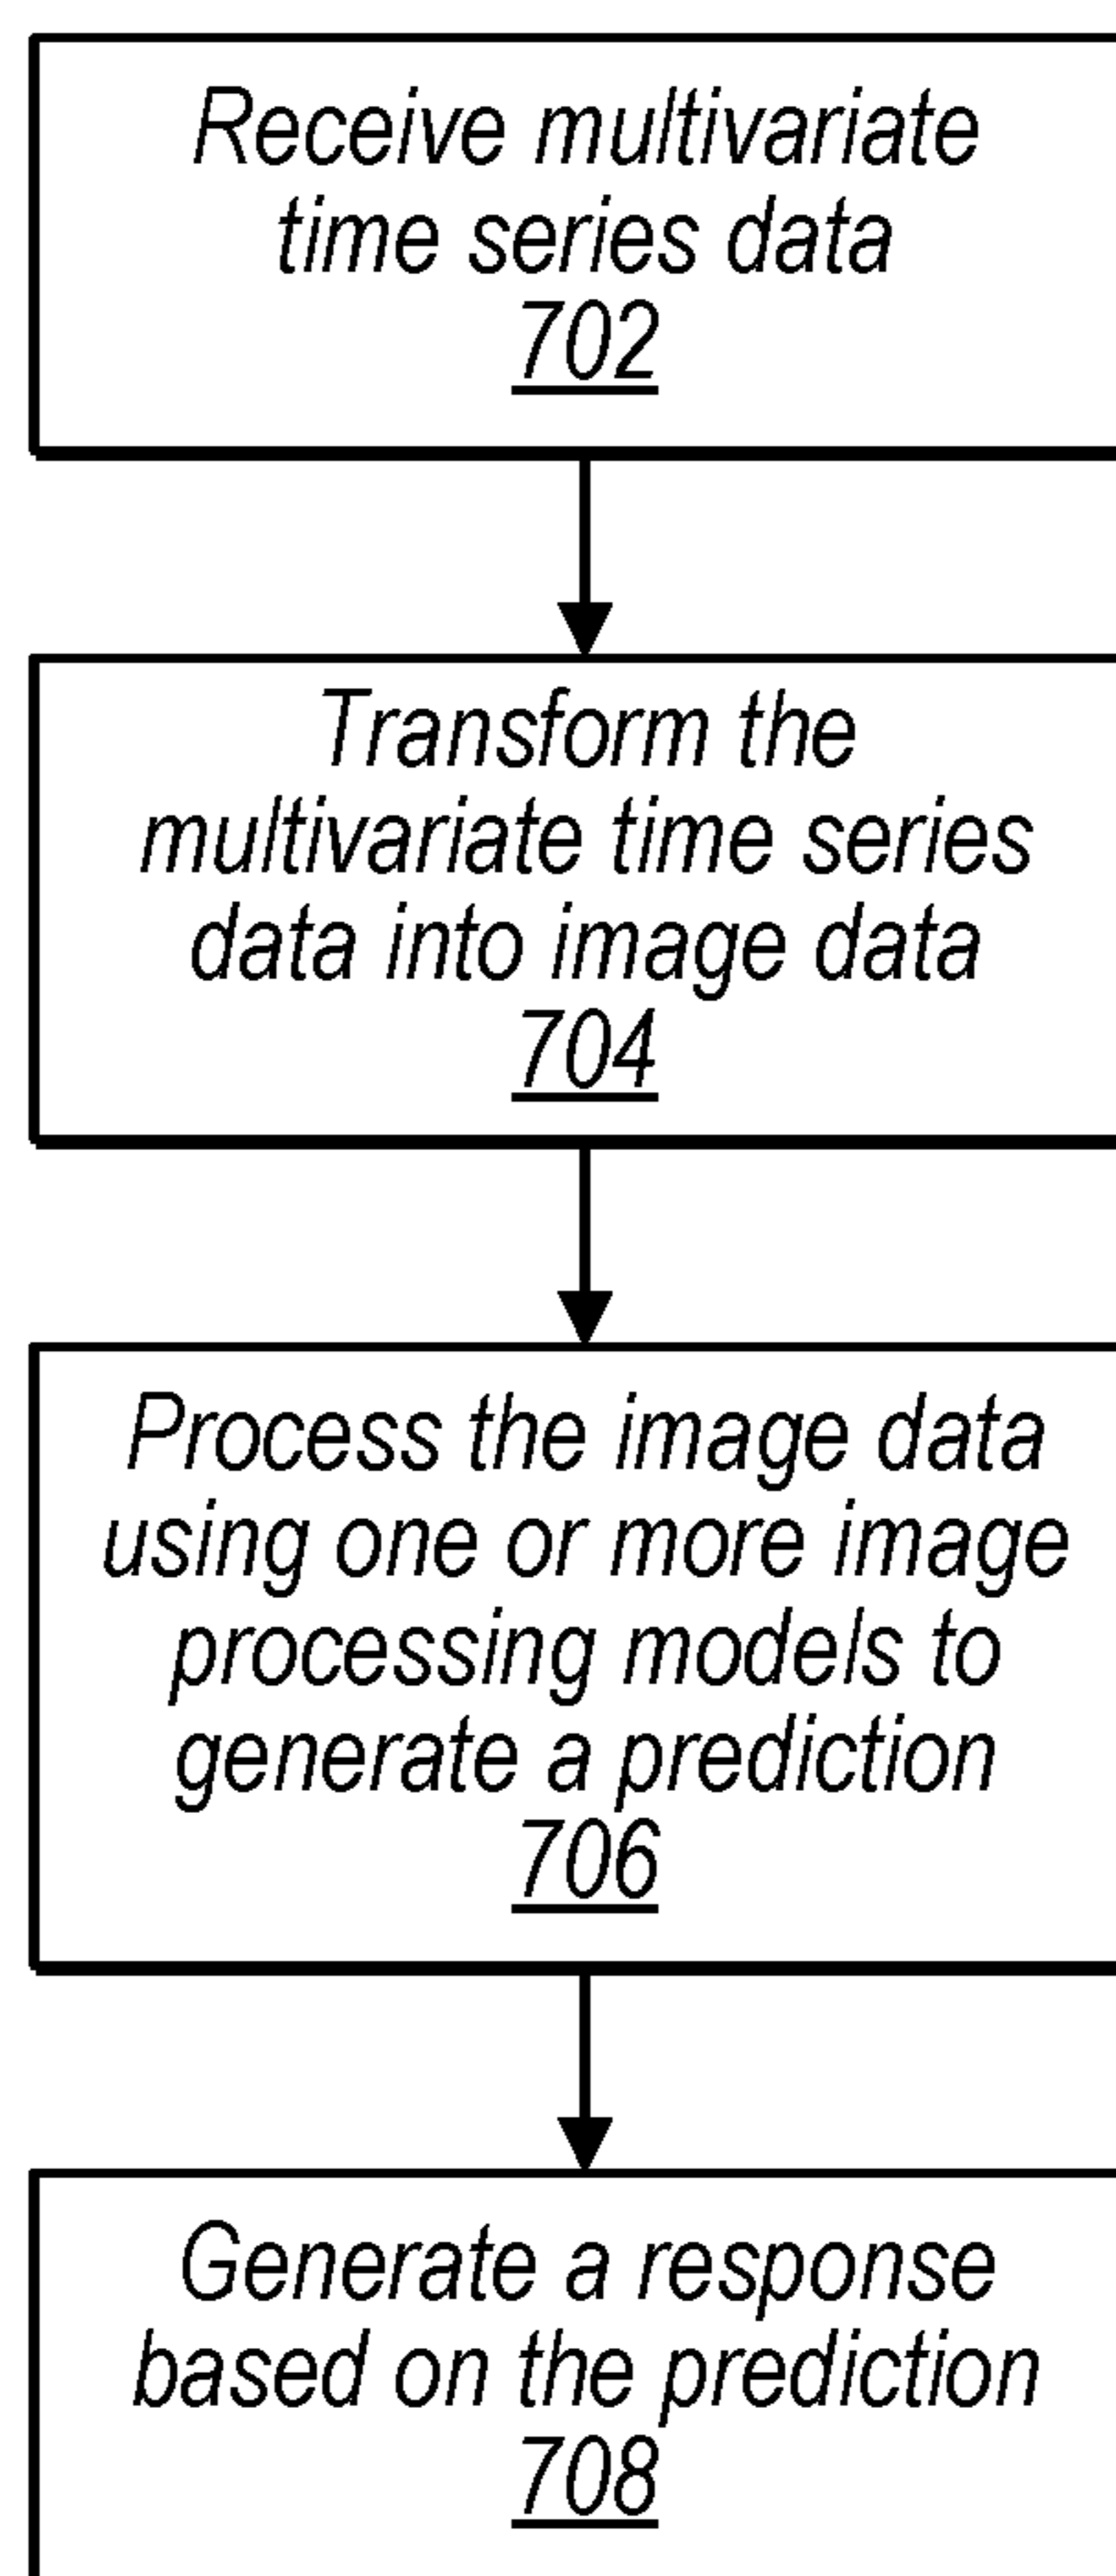 Receive multivariate
time series data
702
Transform the
multivariate time series
data into image data
704
Process the image data
using one or more image
processing models to
generate a prediction
706
Generate a response
based on the prediction
708